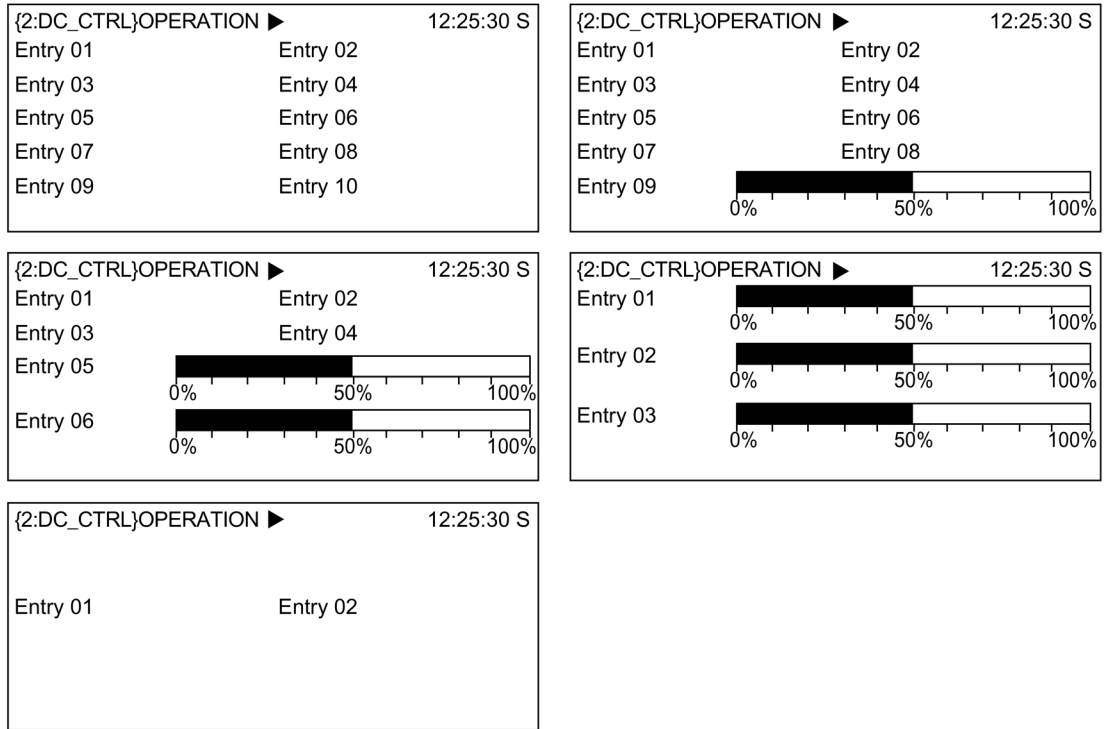 {2:DC_CTRL}OPERATION ▶ 12:25:30 S
Entry 01 Entry 02
Entry 03 Entry 04
Entry 05 Entry 06
Entry 07 Entry 08
Entry 09 Entry 10
{2:DC_CTRL}OPERATION ▶ 12:25:30 S
Entry 01 Entry 02
Entry 03 Entry 04
Entry 05 Entry 06
Entry 07 Entry 08
Entry 09
0% 50% 100%
{2:DC_CTRL}OPERATION ▶ 12:25:30 S
Entry 01 Entry 02
Entry 03 Entry 04
Entry 05
0% 50% 100%
Entry 06
0% 50% 100%
{2:DC_CTRL}OPERATION ▶ 12:25:30 S
Entry 01
0% 50% 100%
Entry 02
0% 50% 100%
Entry 03
0% 50% 100%
{2:DC_CTRL}OPERATION ▶ 12:25:30 S
Entry 01 Entry 02